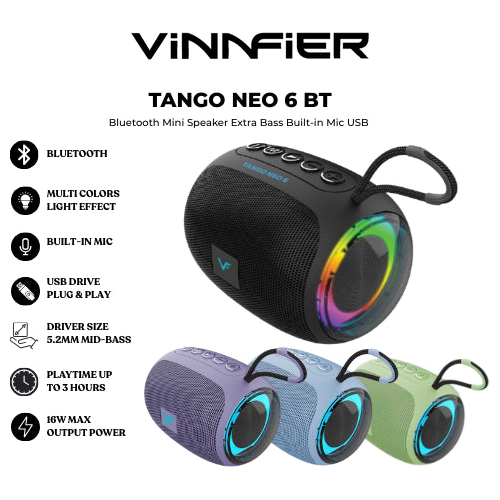 ViNNFiER
TANGO NEO 6 BT
Bluetooth Mini Speaker Extra Bass Built-in Mic USB
BLUETOOTH
MULTI COLORS
LIGHT EFFECT
BUILT-IN MIC
USB DRIVE
PLUG & PLAY
DRIVER SIZE
5.2MM MID-BASS
PLAYTIME UP
TO 3 HOURS
16W MAX
OUTPUT POWER
TANGO NEO 6
VF